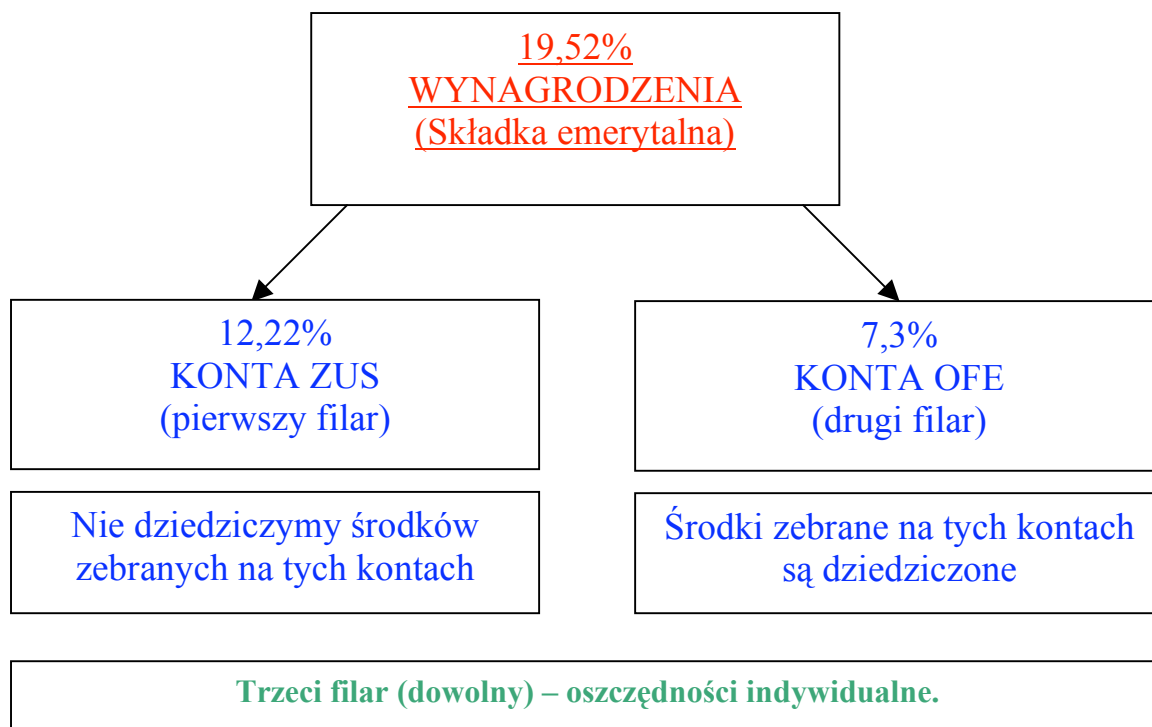 19,52%
WYNAGRODZENIA
(Składka emerytalna)
12,22%
KONTA ZUS
(pierwszy filar)
7,3%
KONTA OFE
(drugi filar)
Nie dziedziczymy środków
zebranych na tych kontach
Środki zebrane na tych kontach
są dziedziczone
Trzeci filar (dowolny) – oszczędności indywidualne.